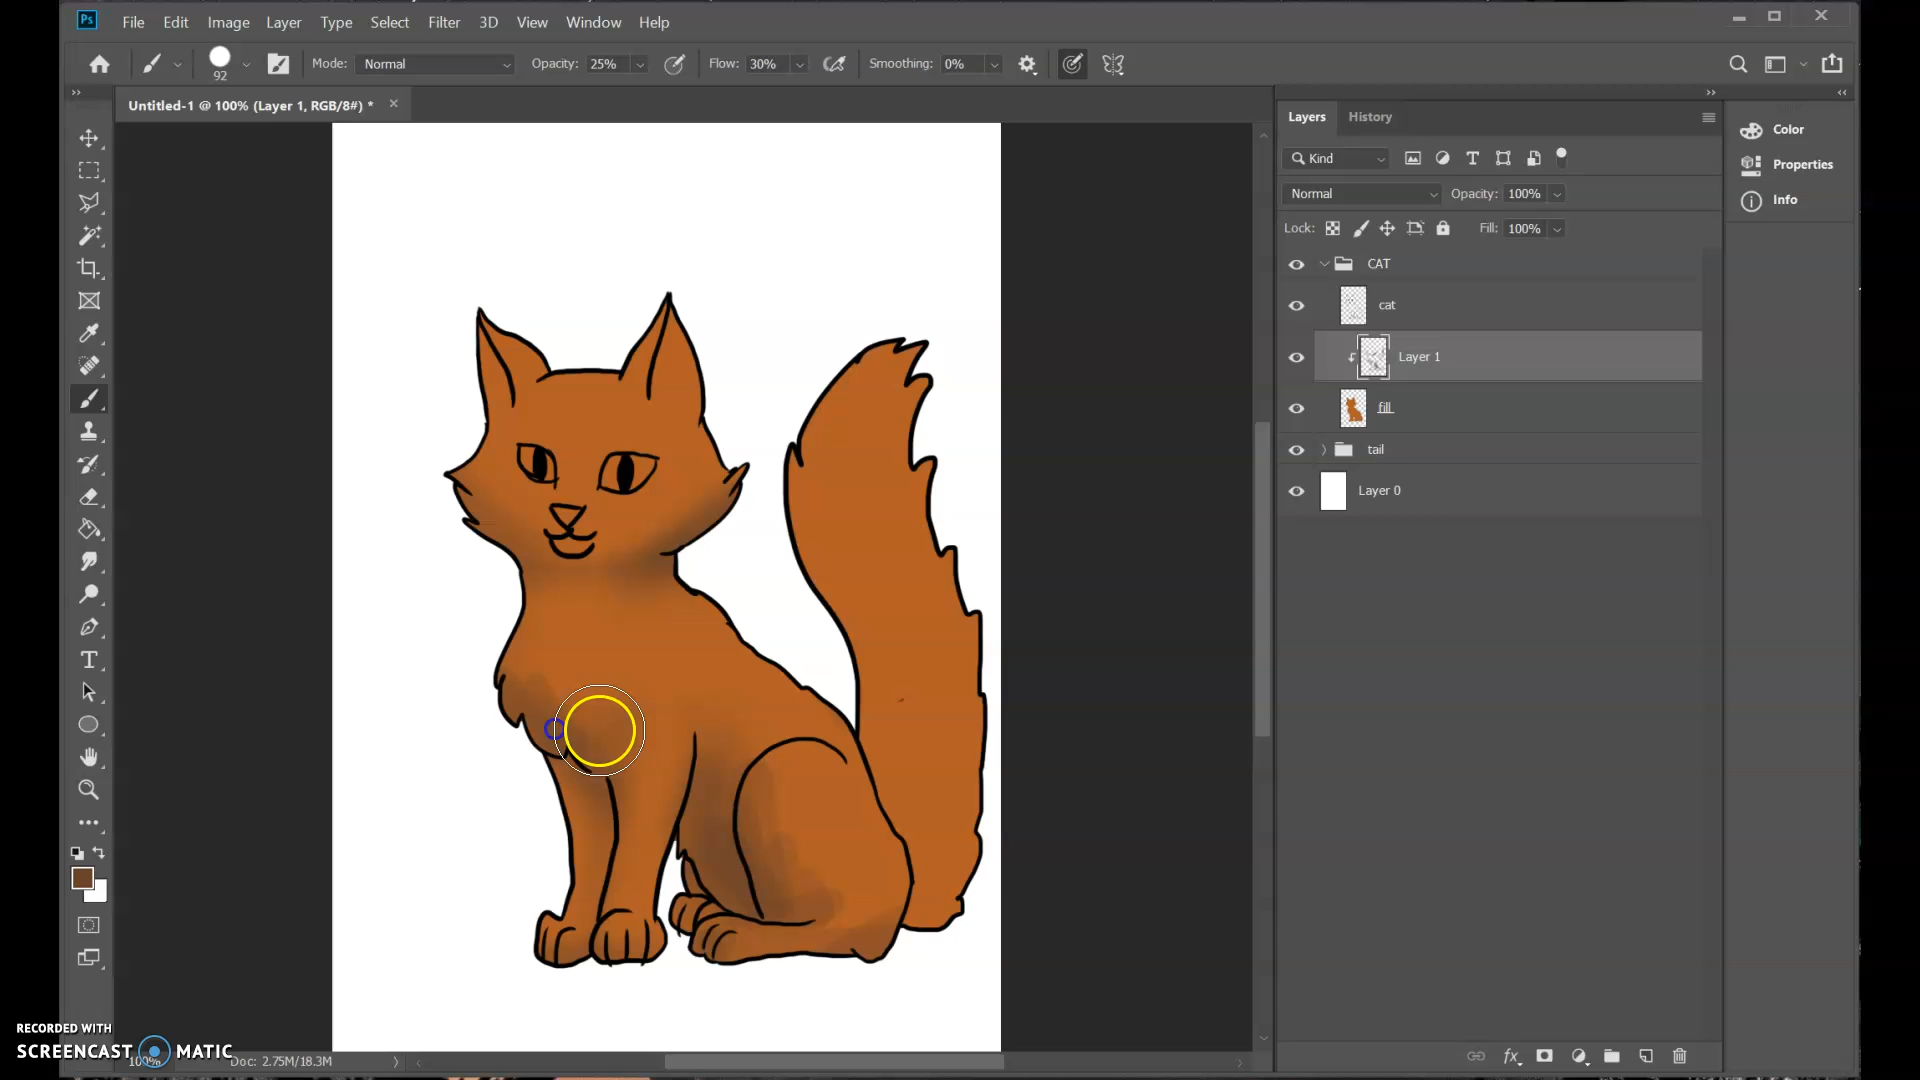 Ps File Edit Image Layer Type Select Filter 3D View Window Help
92 Mode: Normal Opacity: 25% Flow: 30% Smoothing: 0%
Untitled-1 @ 100% (Layer 1, RGB/8#) *
Layers History
Color
Kind
Properties
Normal Opacity: 100%
Info
Lock: Fill: 100%
CAT
cat
Layer 1
fill
tail
Layer 0
RECORDED WITH
SCREENCAST MATIC
100% Doc: 2.75M/18.3M
fx